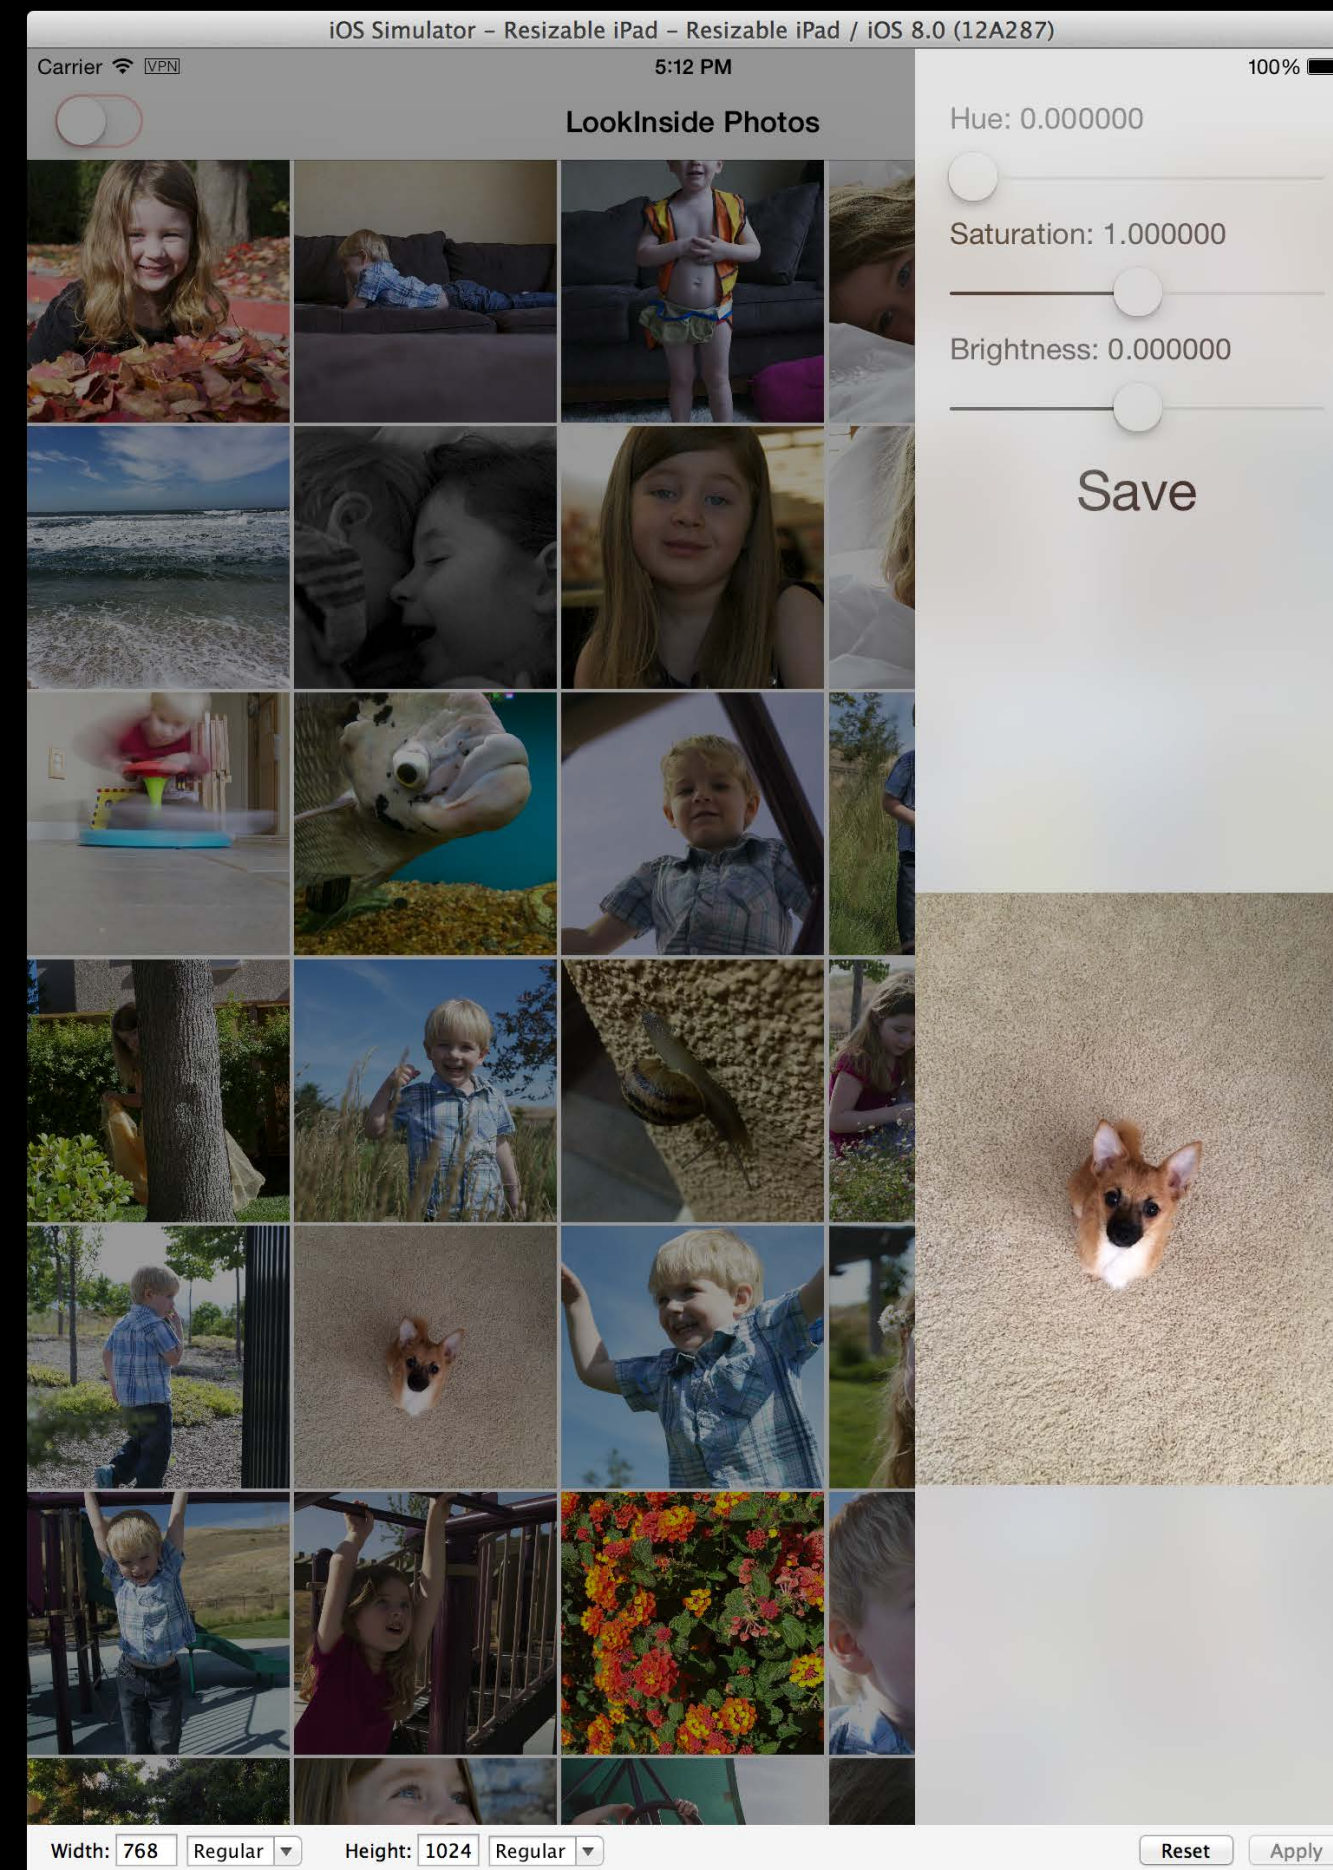 iOS Simulator – Resizable iPad – Resizable iPad / iOS 8.0 (12A287)
Carrier VPN 5:12 PM 100%
LookInside Photos
Hue: 0.000000
Saturation: 1.000000
Brightness: 0.000000
Save
Width: 768 Regular Height: 1024 Regular Reset Apply